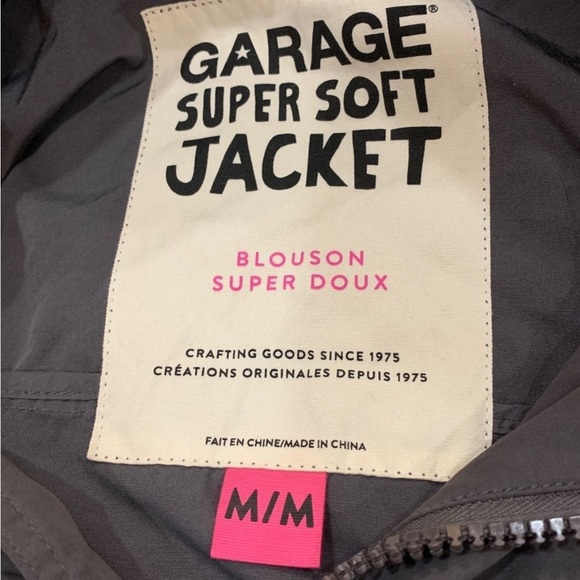 GARAGE®
SUPER SOFT
JACKET
BLOUSON
SUPER DOUX
CRAFTING GOODS SINCE 1975
CRÉATIONS ORIGINALES DEPUIS 1975
FAIT EN CHINE/MADE IN CHINA
M/M